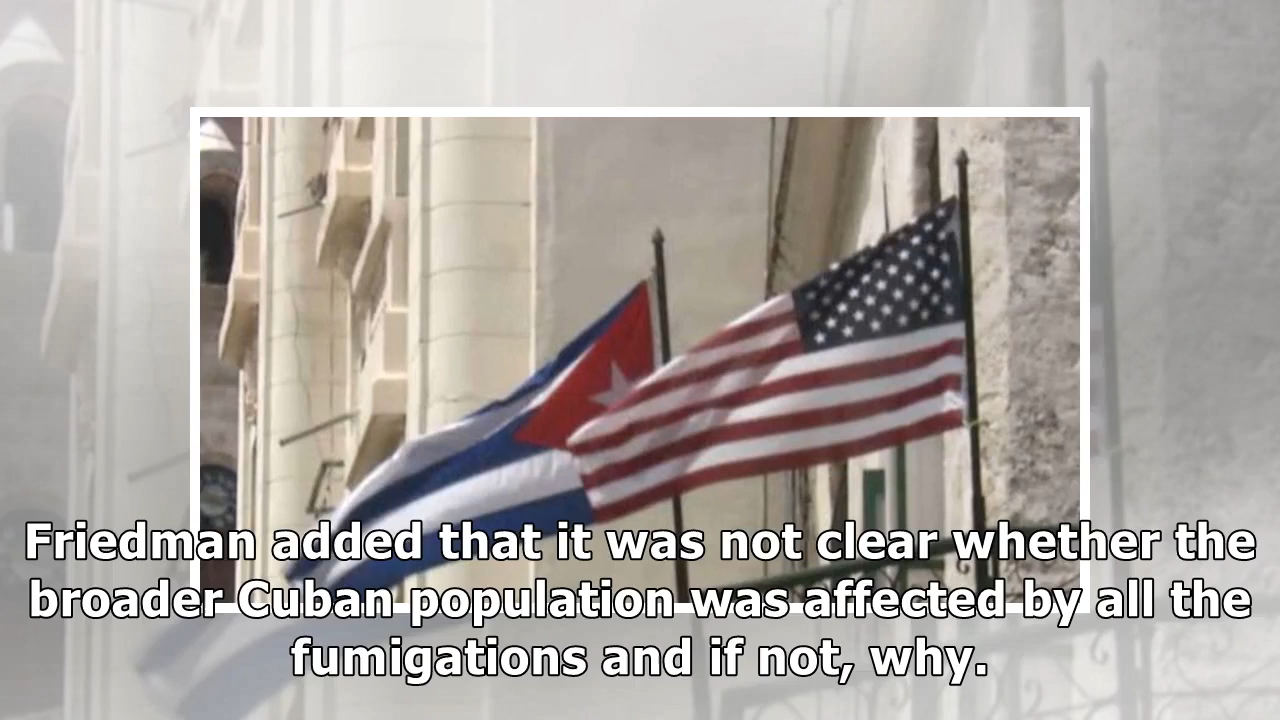 Friedman added that it was not clear whether the
broader Cuban population was affected by all the
fumigations and if not, why.